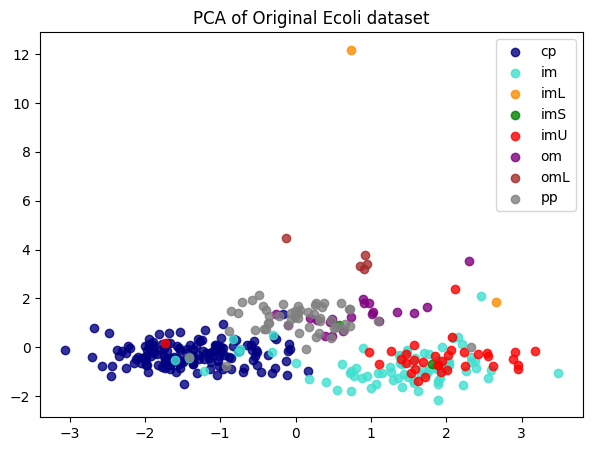 PCA of Original Ecoli dataset
12
10
8
6
4
2
0
−2
−3
−2
−1
0
1
2
3
cp
im
imL
imS
imU
om
omL
pp